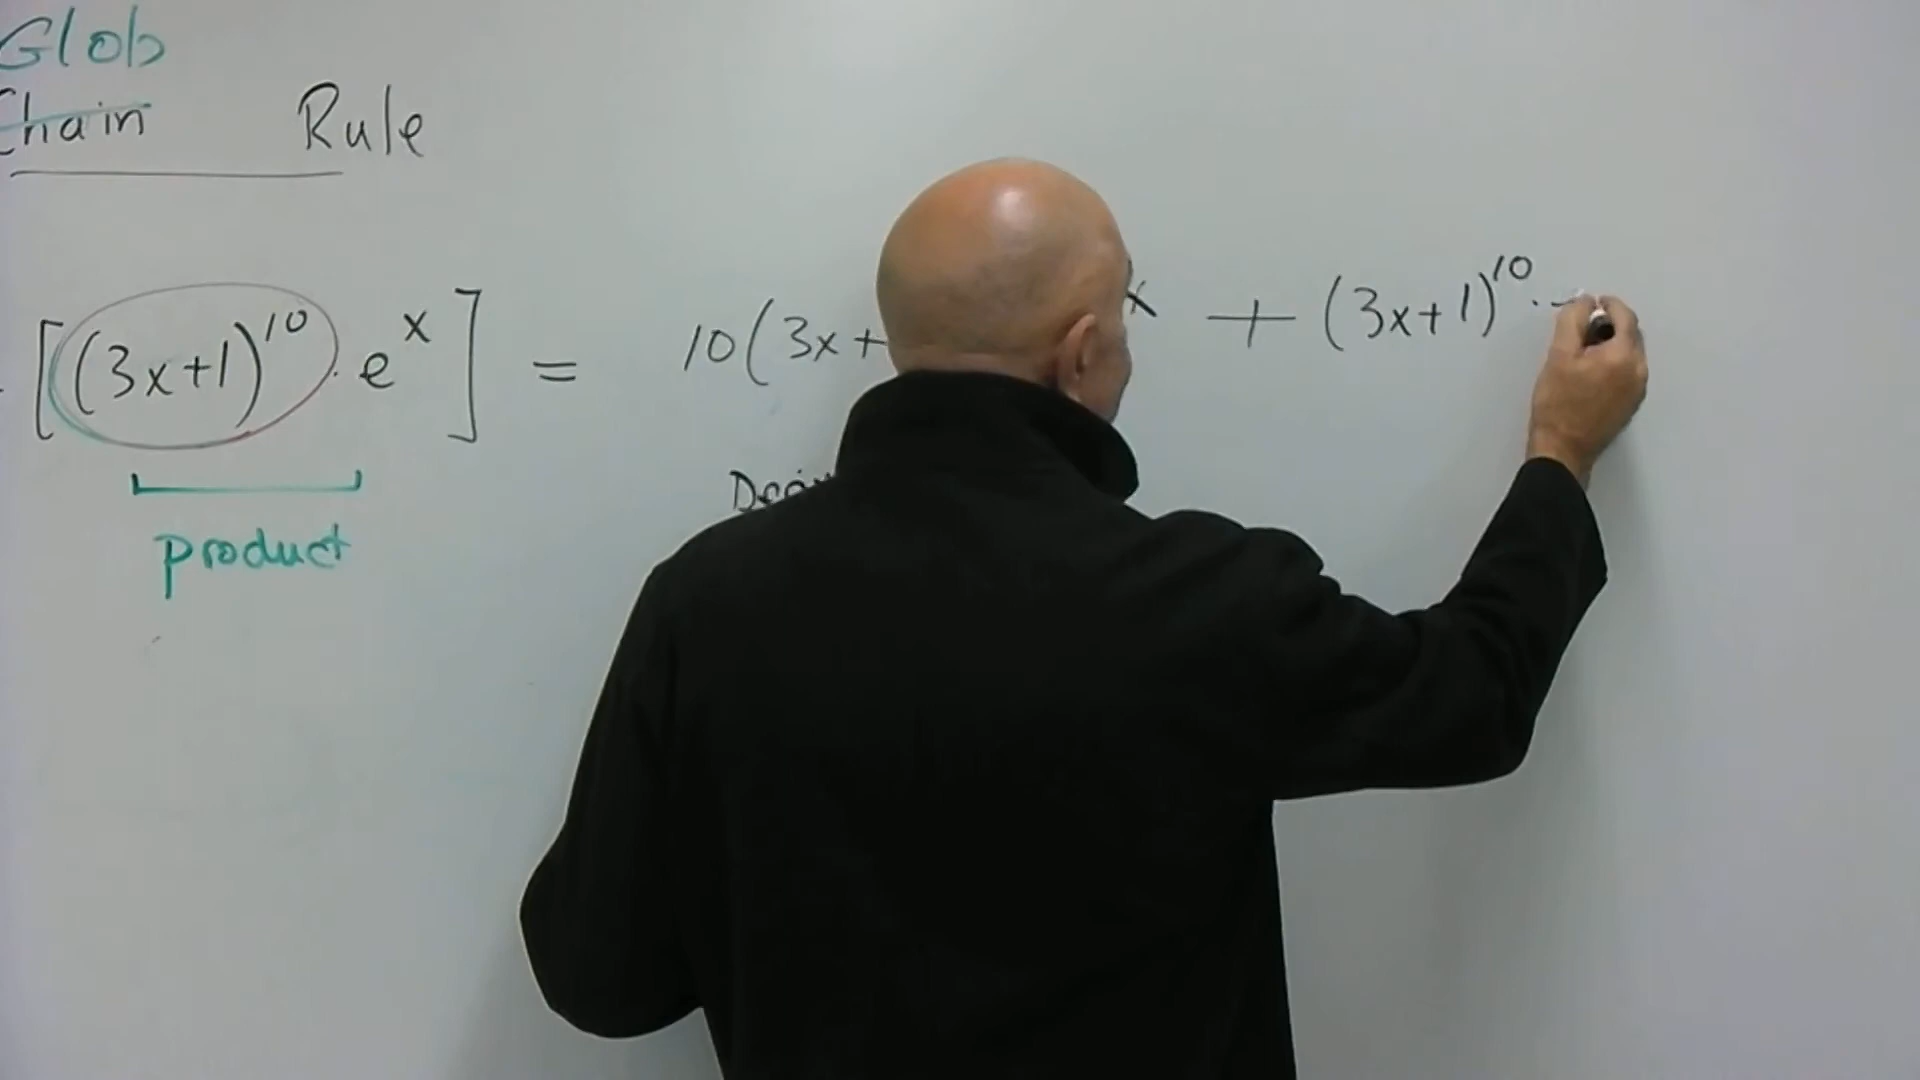 Glob
Chain Rule
[(3x+1)^10 · e^x] = 10(3x+ x + (3x+1)^10 ·
product